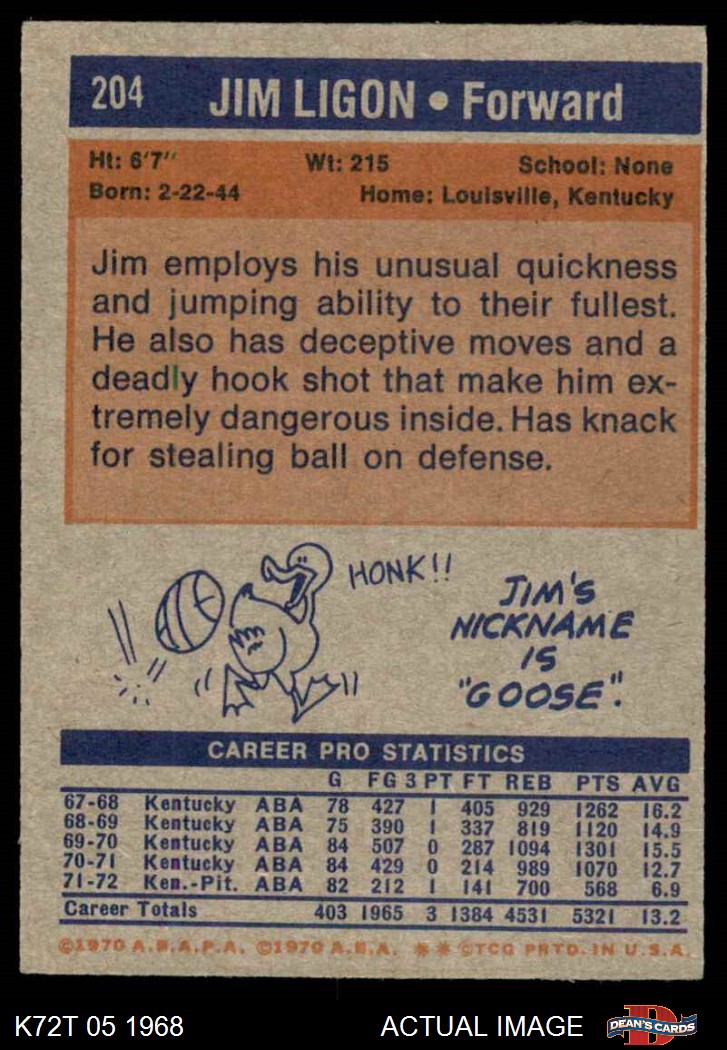 204 JIM LIGON • Forward
Ht: 6'7" Wt: 215 School: None
Born: 2-22-44 Home: Louisville, Kentucky
Jim employs his unusual quickness
and jumping ability to their fullest.
He also has deceptive moves and a
deadly hook shot that make him ex-
tremely dangerous inside. Has knack
for stealing ball on defense.
HONK!!
JIM'S
NICKNAME
IS
"GOOSE".
CAREER PRO STATISTICS
G FG 3 PT FT REB PTS AVG
67-68 Kentucky ABA 78 427 1 405 929 1262 16.2
68-69 Kentucky ABA 75 390 1 337 819 1120 14.9
69-70 Kentucky ABA 84 507 0 287 1094 1301 15.5
70-71 Kentucky ABA 84 429 0 214 989 1070 12.7
71-72 Ken.-Pit. ABA 82 212 1 141 700 568 6.9
Career Totals 403 1965 3 1384 4531 5321 13.2
©1970 A.B.A.P.A. ©1970 A.B.A. ** ©TCG PRTD. IN U.S.A.
K72T 05 1968 ACTUAL IMAGE D DEAN'S CARDS